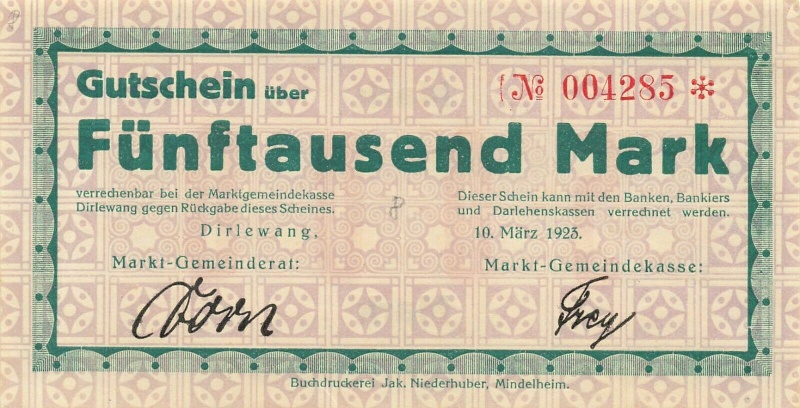 Gutschein über
№ 004285 *
Fünftausend Mark
verrechenbar bei der Marktgemeindekasse
Dirlewang gegen Rückgabe dieses Scheines.
Dieser Schein kann mit den Banken, Bankiers
und Darlehenskassen verrechnet werden.
Dirlewang,
10. März 1923.
Markt-Gemeinderat:
Markt-Gemeindekasse:
Frey
Buchdruckerei Jak. Niederhuber, Mindelheim.